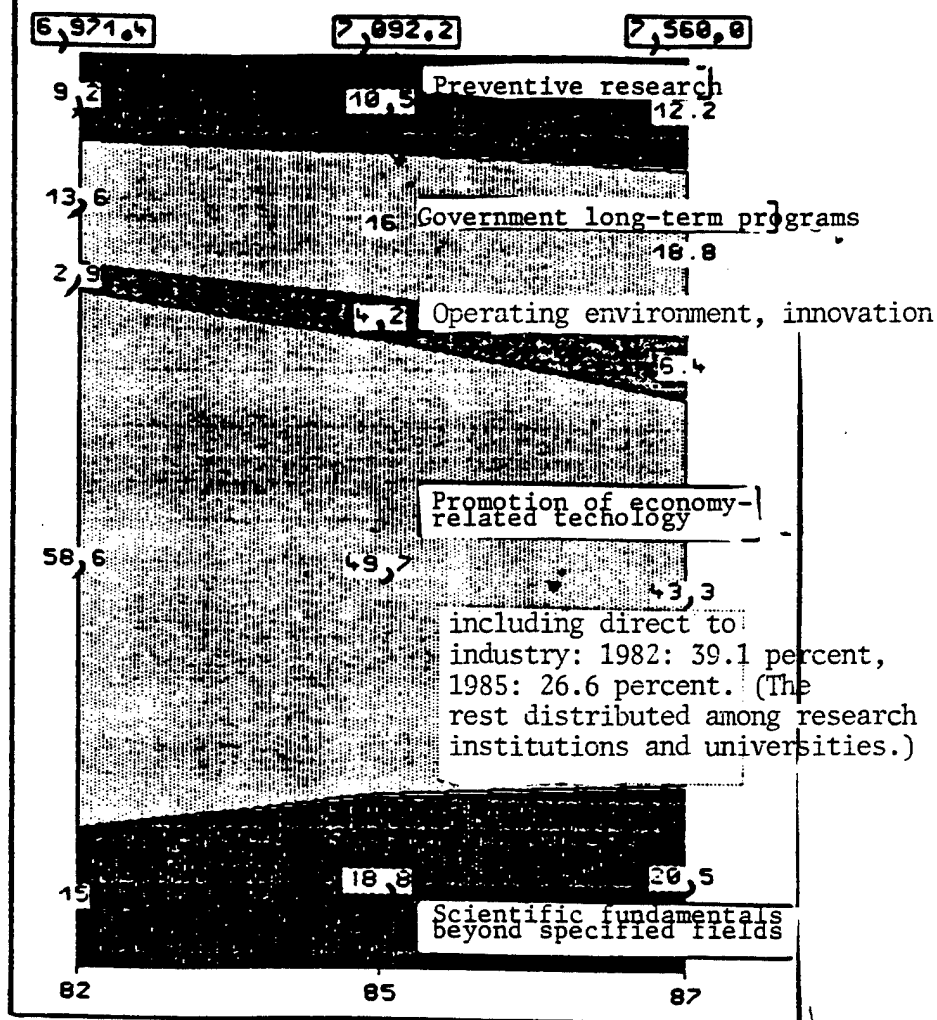 6,971.4 7,092.2 7,560,0
Preventive research
9,2 10,5 12.2
13,6 16 Government long-term programs
18.8
2,9
4,2 Operating environment, innovation
6.4
Promotion of economy-
related techology
58,6 49,7 43,3
including direct to
industry: 1982: 39.1 percent,
1985: 26.6 percent. (The
rest distributed among research
institutions and universities.)
15 18,8 20,5
Scientific fundamentals
beyond specified fields
82 85 87